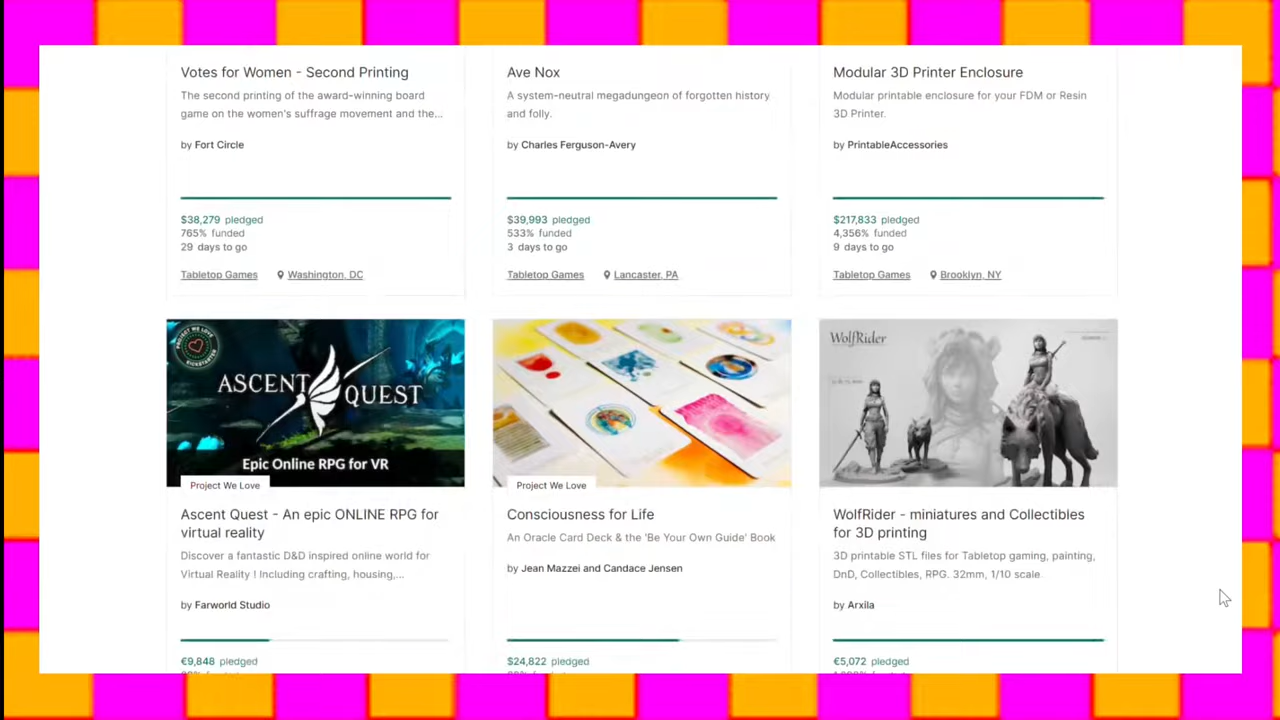 Votes for Women - Second Printing
The second printing of the award-winning board
game on the women's suffrage movement and the...
by Fort Circle
$38,279 pledged
765% funded
29 days to go
Tabletop Games
Washington, DC
Ave Nox
A system-neutral megadungeon of forgotten history
and folly.
by Charles Ferguson-Avery
$39,993 pledged
533% funded
3 days to go
Tabletop Games
Lancaster, PA
Modular 3D Printer Enclosure
Modular printable enclosure for your FDM or Resin
3D Printer.
by PrintableAccessories
$217,833 pledged
4,356% funded
9 days to go
Tabletop Games
Brooklyn, NY
PROJECT WE LOVE
KICKSTARTER
ASCENT QUEST
Epic Online RPG for VR
Project We Love
Ascent Quest - An epic ONLINE RPG for
virtual reality
Discover a fantastic D&D inspired online world for
Virtual Reality ! Including crafting, housing,...
by Farworld Studio
€9,848 pledged
Project We Love
Consciousness for Life
An Oracle Card Deck & the 'Be Your Own Guide' Book
by Jean Mazzei and Candace Jensen
$24,822 pledged
WolfRider
WolfRider - miniatures and Collectibles
for 3D printing
3D printable STL files for Tabletop gaming, painting,
DnD, Collectibles, RPG. 32mm, 1/10 scale.
by Arxila
€5,072 pledged